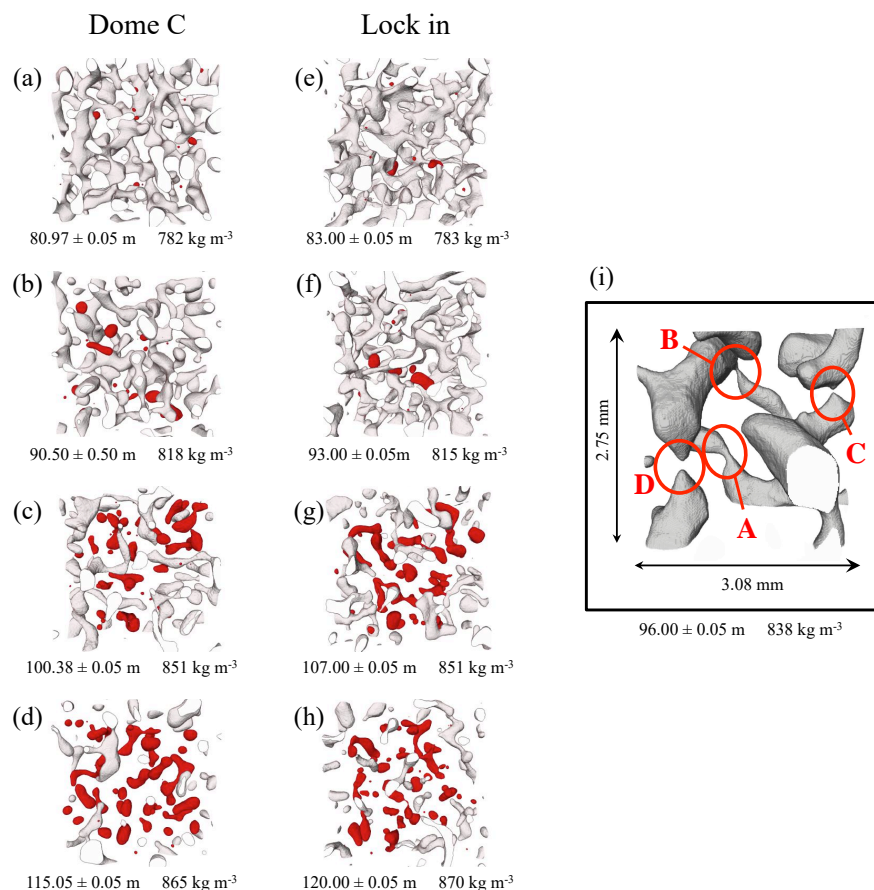 Dome C
Lock in
(a)
(e)
80.97 ± 0.05 m 782 kg m⁻³
83.00 ± 0.05 m 783 kg m⁻³
(b)
(f)
90.50 ± 0.50 m 818 kg m⁻³
93.00 ± 0.05m 815 kg m⁻³
(c)
(g)
100.38 ± 0.05 m 851 kg m⁻³
107.00 ± 0.05 m 851 kg m⁻³
(d)
(h)
115.05 ± 0.05 m 865 kg m⁻³
120.00 ± 0.05 m 870 kg m⁻³
(i)
B
C
D
A
2.75 mm
3.08 mm
96.00 ± 0.05 m 838 kg m⁻³